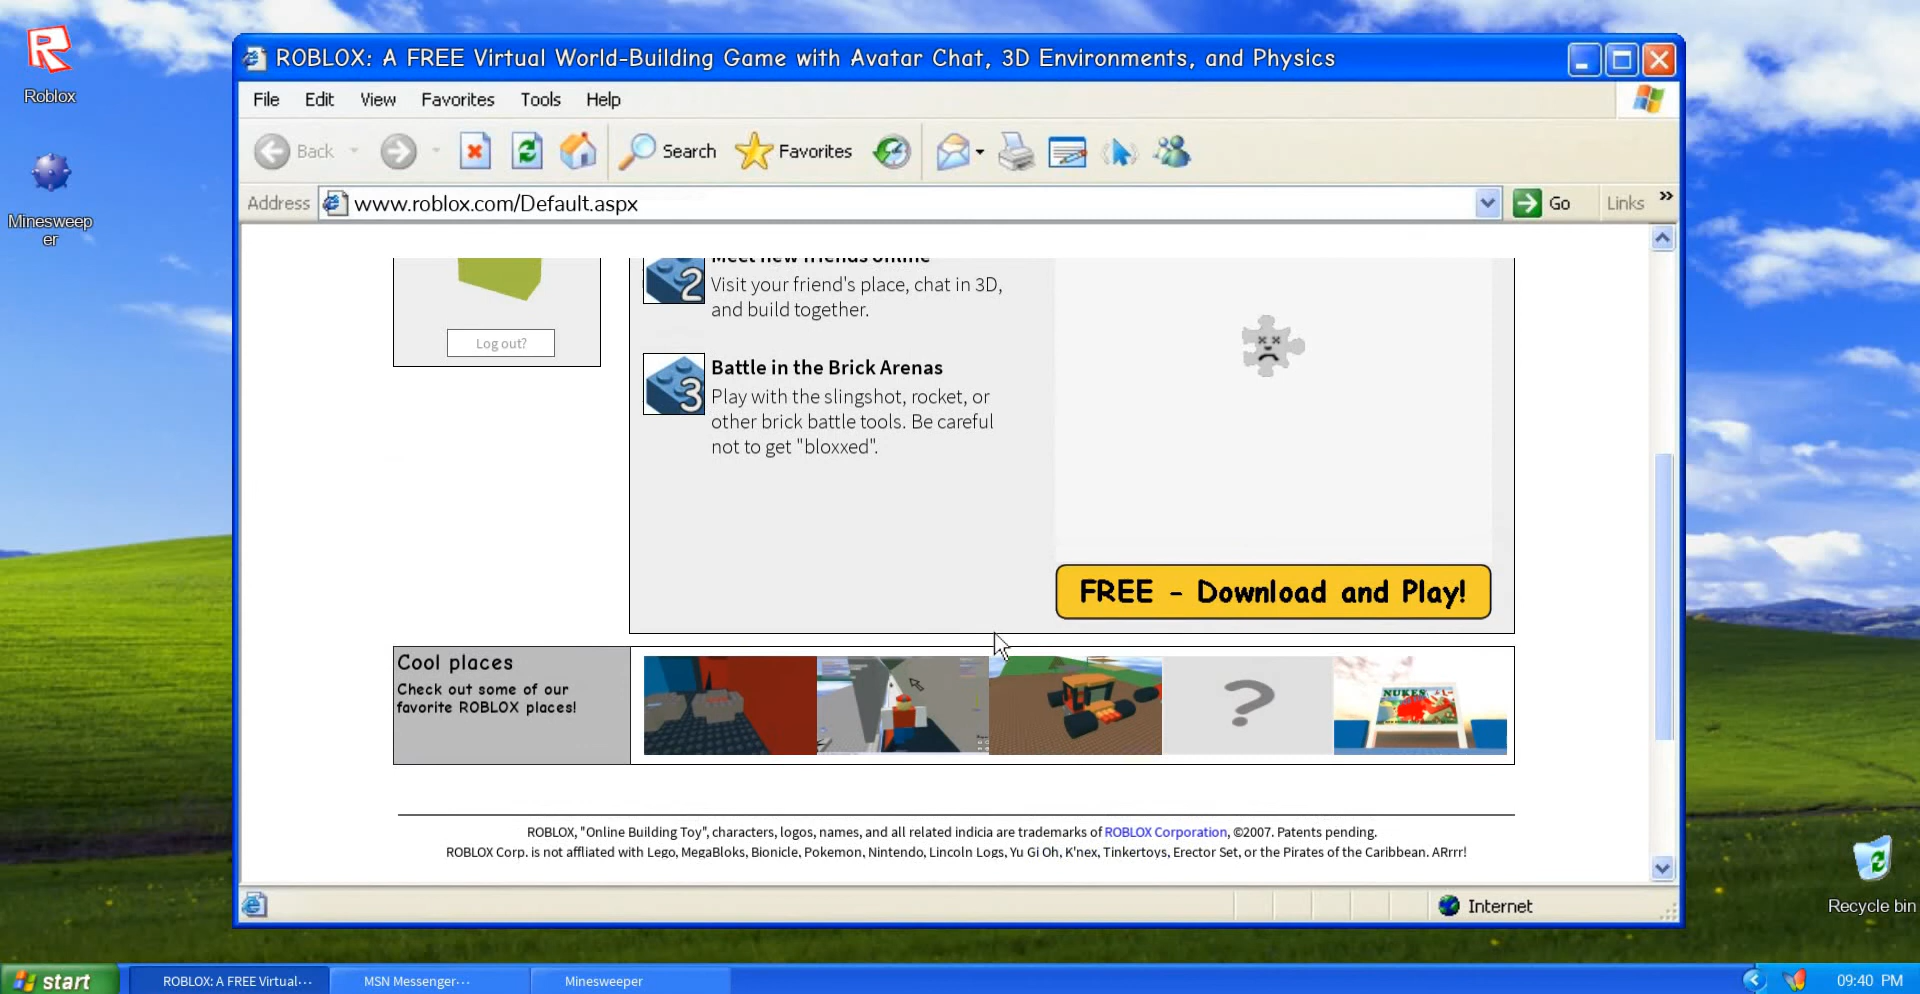 Roblox
Minesweep
er
ROBLOX: A FREE Virtual World-Building Game with Avatar Chat, 3D Environments, and Physics
File Edit View Favorites Tools Help
Back Search Favorites
Address www.roblox.com/Default.aspx Go Links »
Meet new friends online
2 Visit your friend's place, chat in 3D,
and build together.
Log out?
Battle in the Brick Arenas
3 Play with the slingshot, rocket, or
other brick battle tools. Be careful
not to get "bloxxed".
FREE - Download and Play!
Cool places
Check out some of our
favorite ROBLOX places!
?
NUKES
ROBLOX, "Online Building Toy", characters, logos, names, and all related indicia are trademarks of ROBLOX Corporation, ©2007. Patents pending.
ROBLOX Corp. is not affliated with Lego, MegaBloks, Bionicle, Pokemon, Nintendo, Lincoln Logs, Yu Gi Oh, K'nex, Tinkertoys, Erector Set, or the Pirates of the Caribbean. ARrr!
Internet
Recycle bin
start ROBLOX: A FREE Virtual··· MSN Messenger··· Minesweeper 09:40 PM